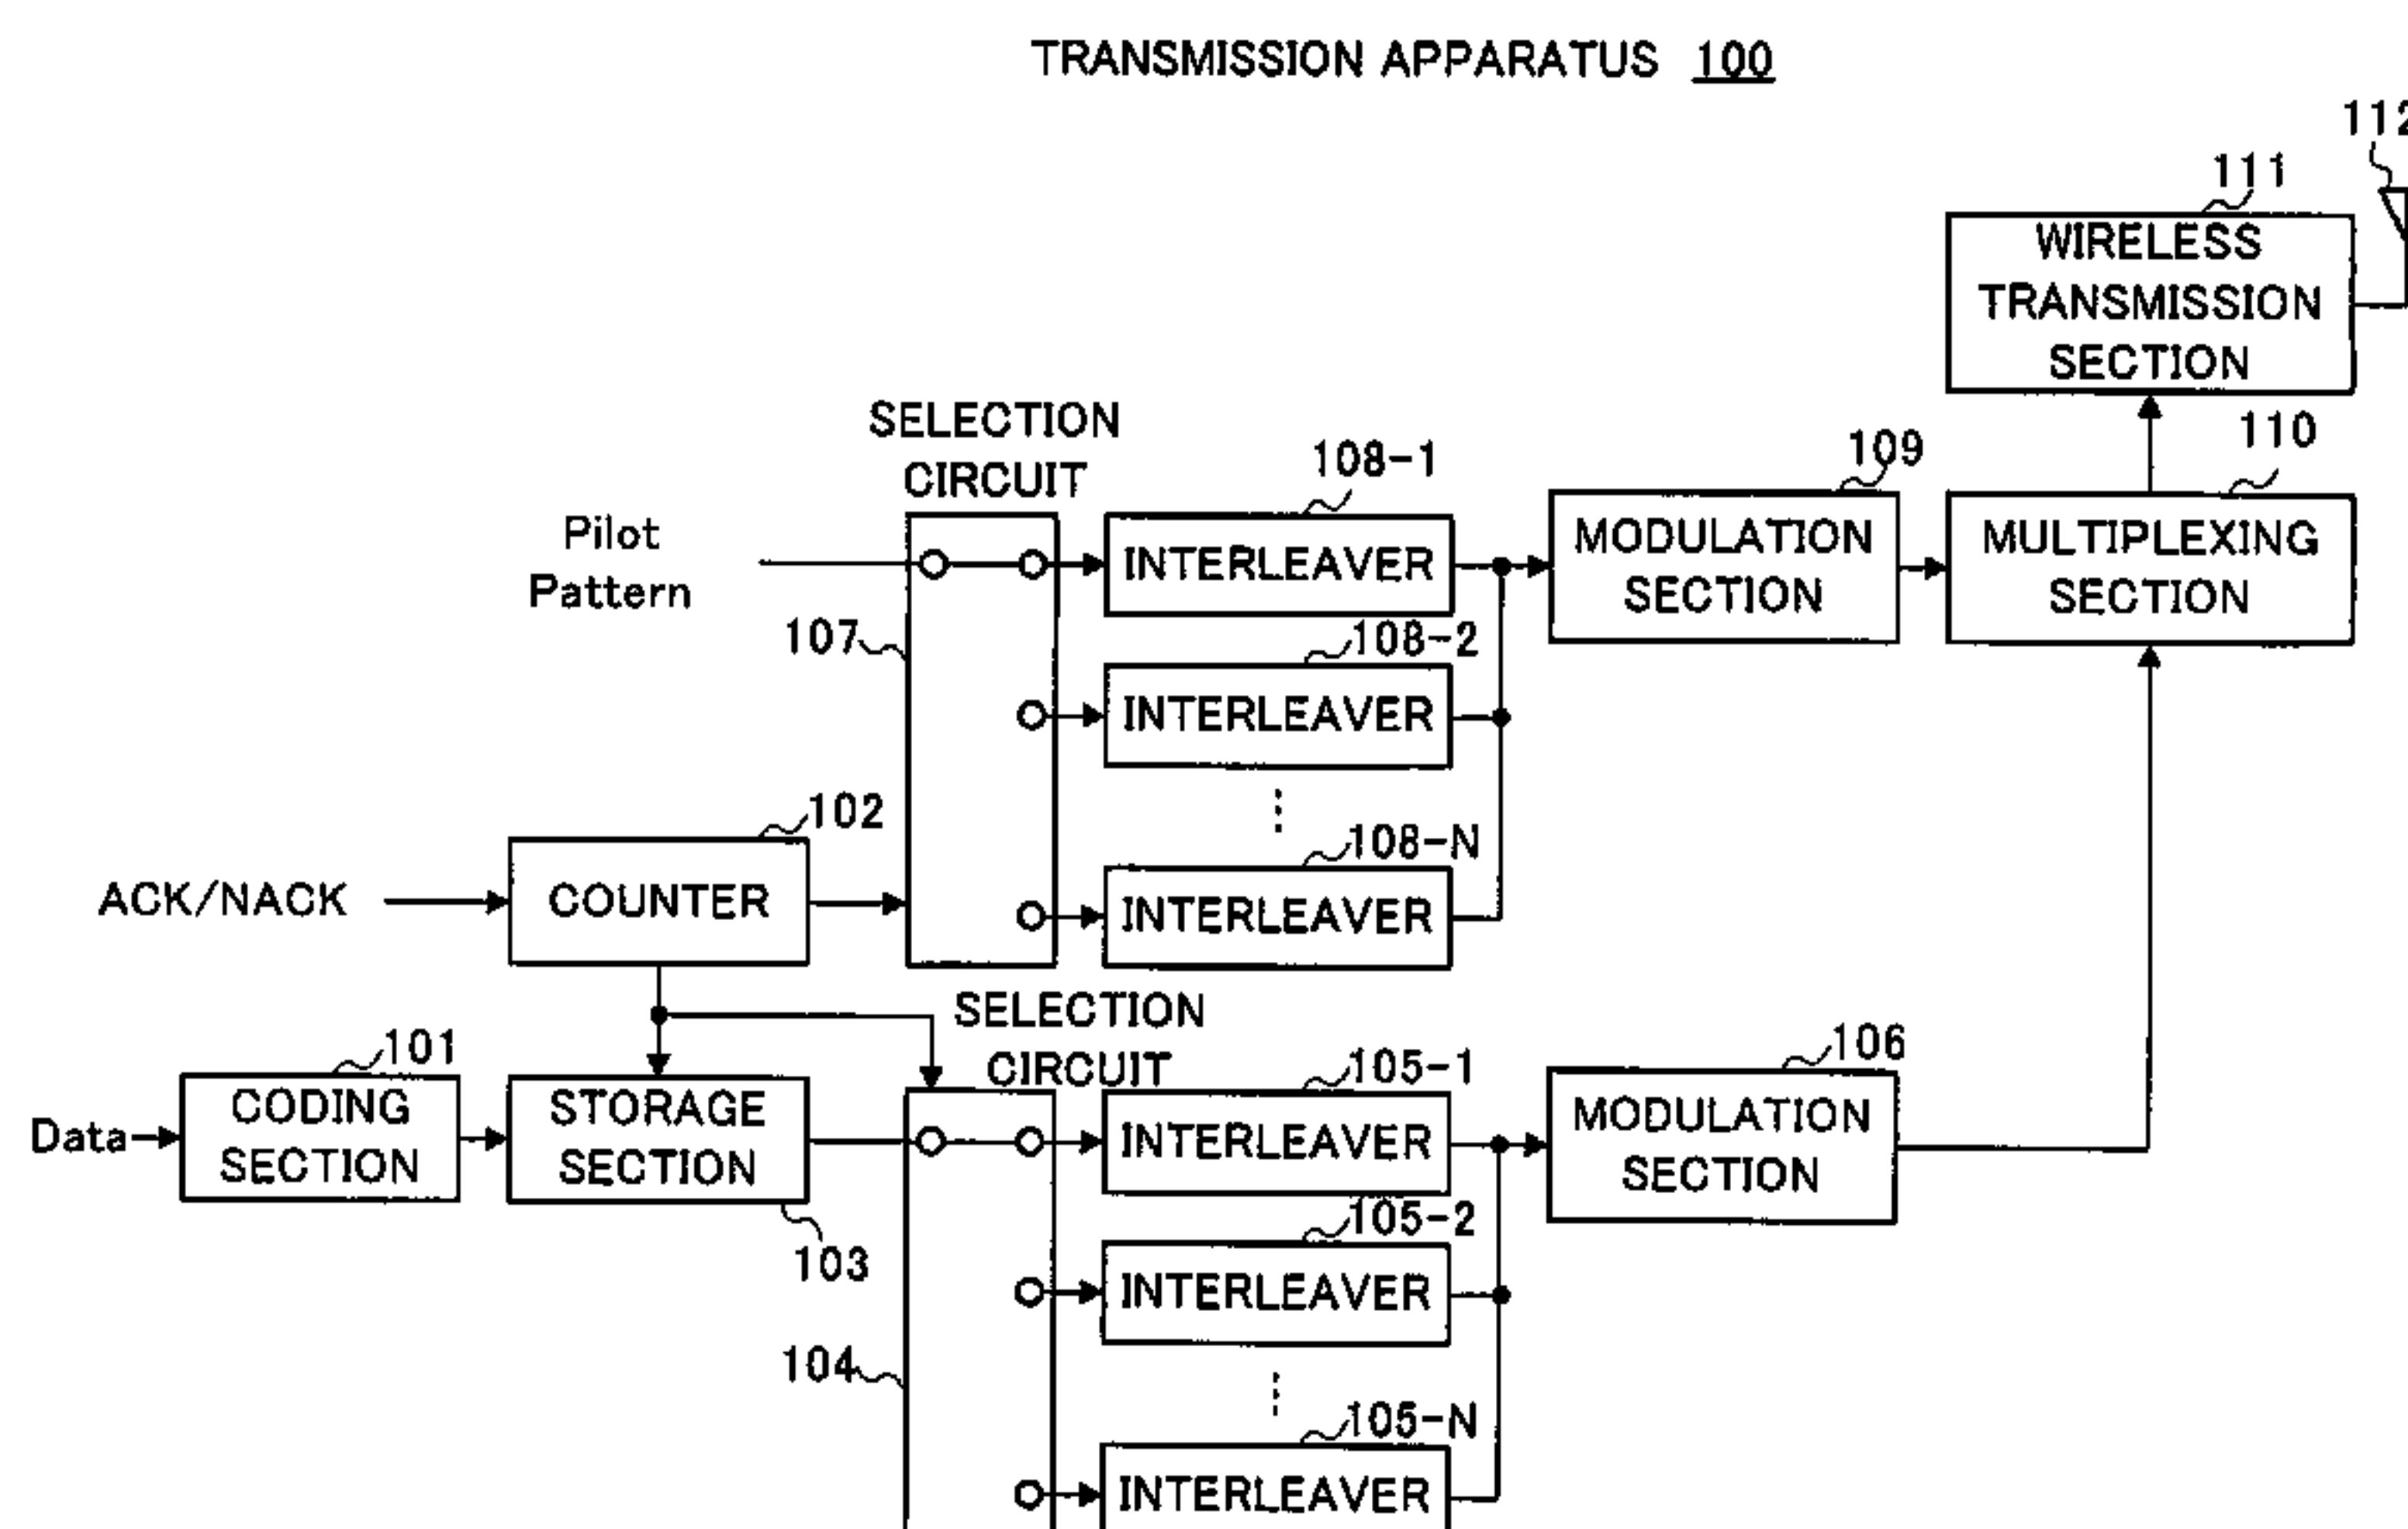 TRANSMISSION APPARATUS 100
112
111
WIRELESS
TRANSMISSION
SECTION
SELECTION
CIRCUIT
108-1
109
110
Pilot
Pattern
INTERLEAVER
MODULATION
SECTION
MULTIPLEXING
SECTION
107
108-2
INTERLEAVER
102
108-N
ACK/NACK
COUNTER
INTERLEAVER
SELECTION
CIRCUIT
101
105-1
106
Data
CODING
SECTION
STORAGE
SECTION
INTERLEAVER
MODULATION
SECTION
103
105-2
INTERLEAVER
104
105-N
INTERLEAVER